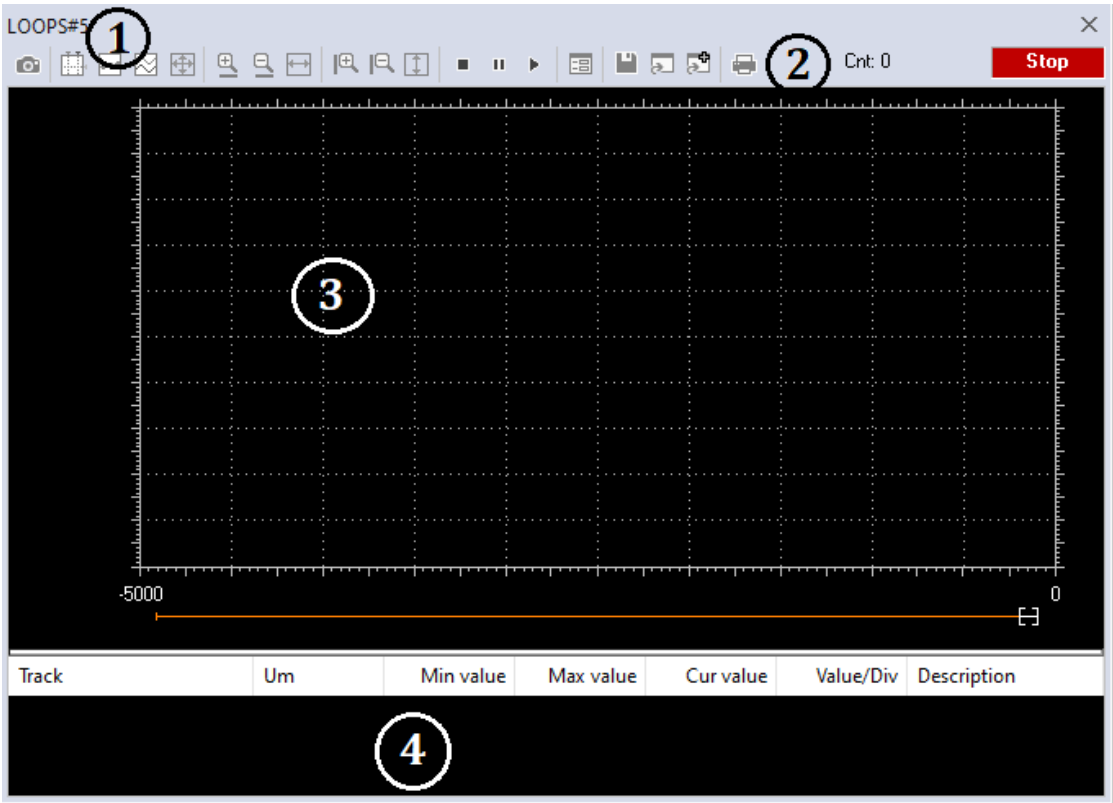 LOOPS#5
1
2
Cnt: 0
Stop
3
-5000
0
Track Um Min value Max value Cur value Value/Div Description
4